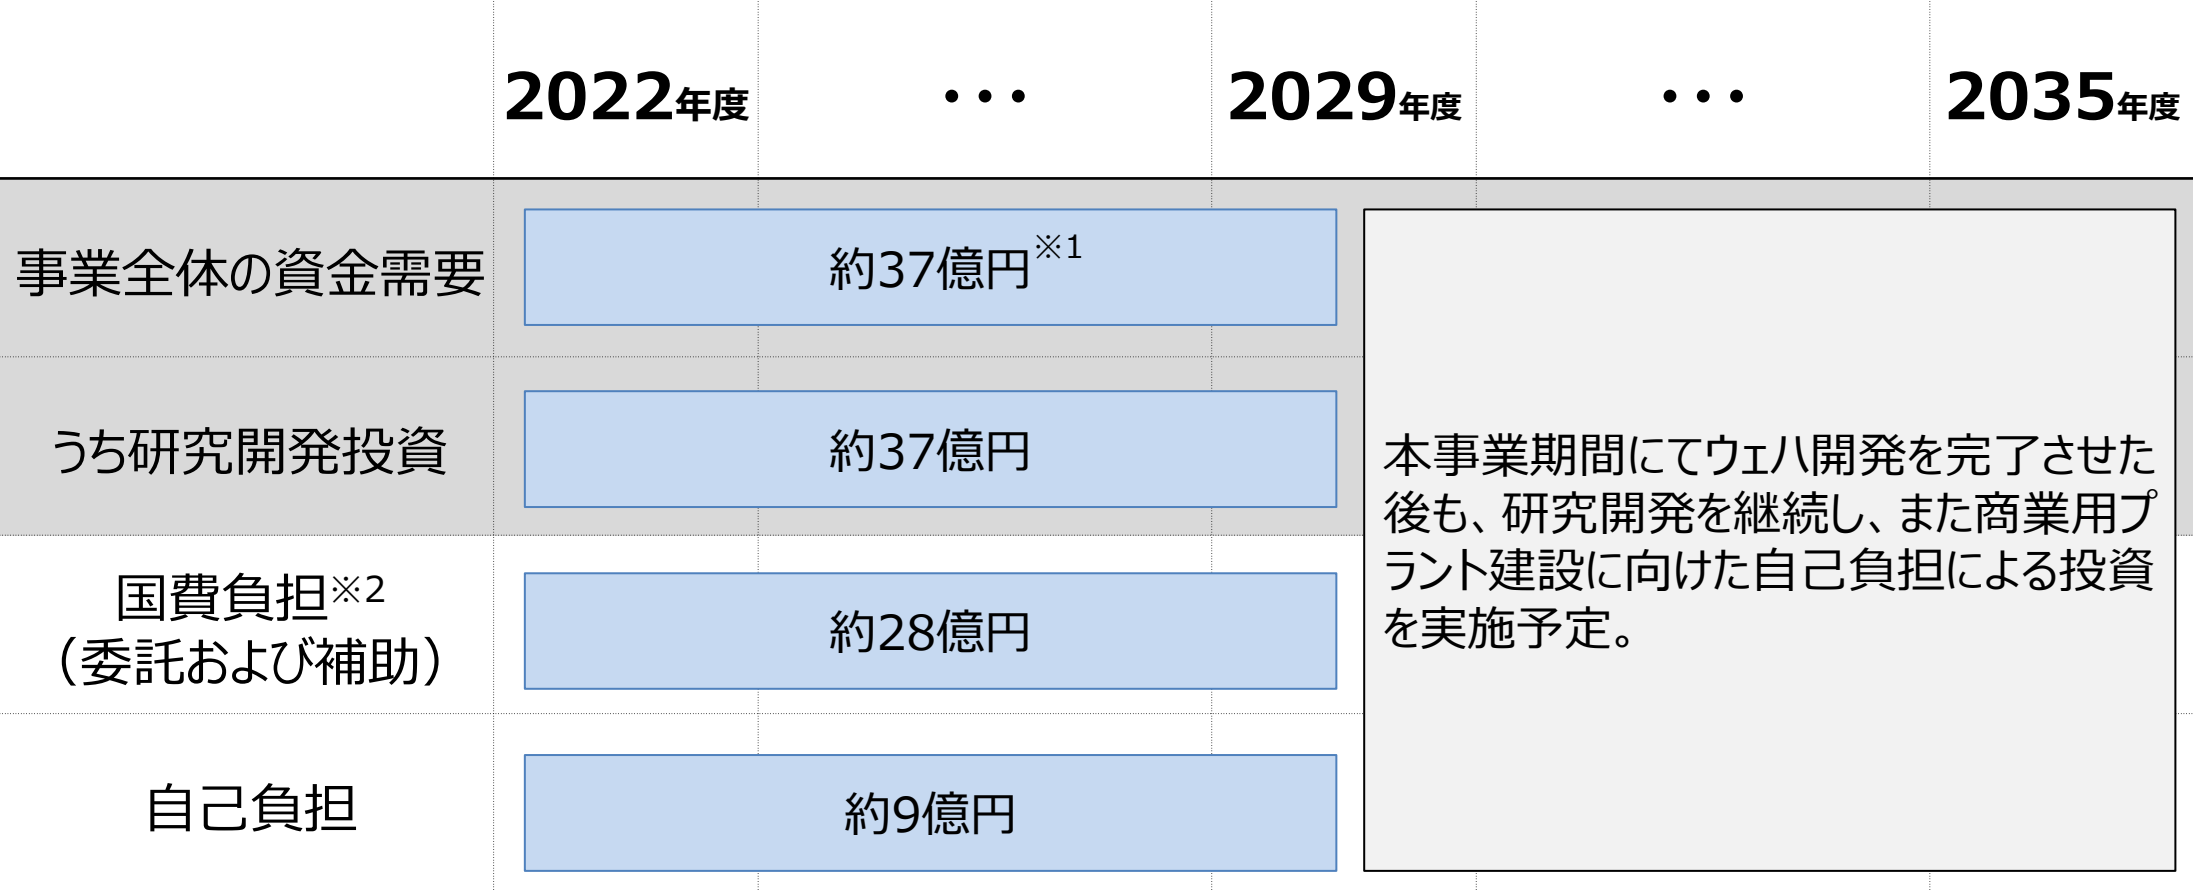 2022年度 ・・・ 2029年度 ・・・ 2035年度
事業全体の資金需要 約37億円※1
うち研究開発投資 約37億円
国費負担※2
（委託および補助） 約28億円
自己負担 約9億円
本事業期間にてウェハ開発を完了させた
後も、研究開発を継続し、また商業用プ
ラント建設に向けた自己負担による投資
を実施予定。